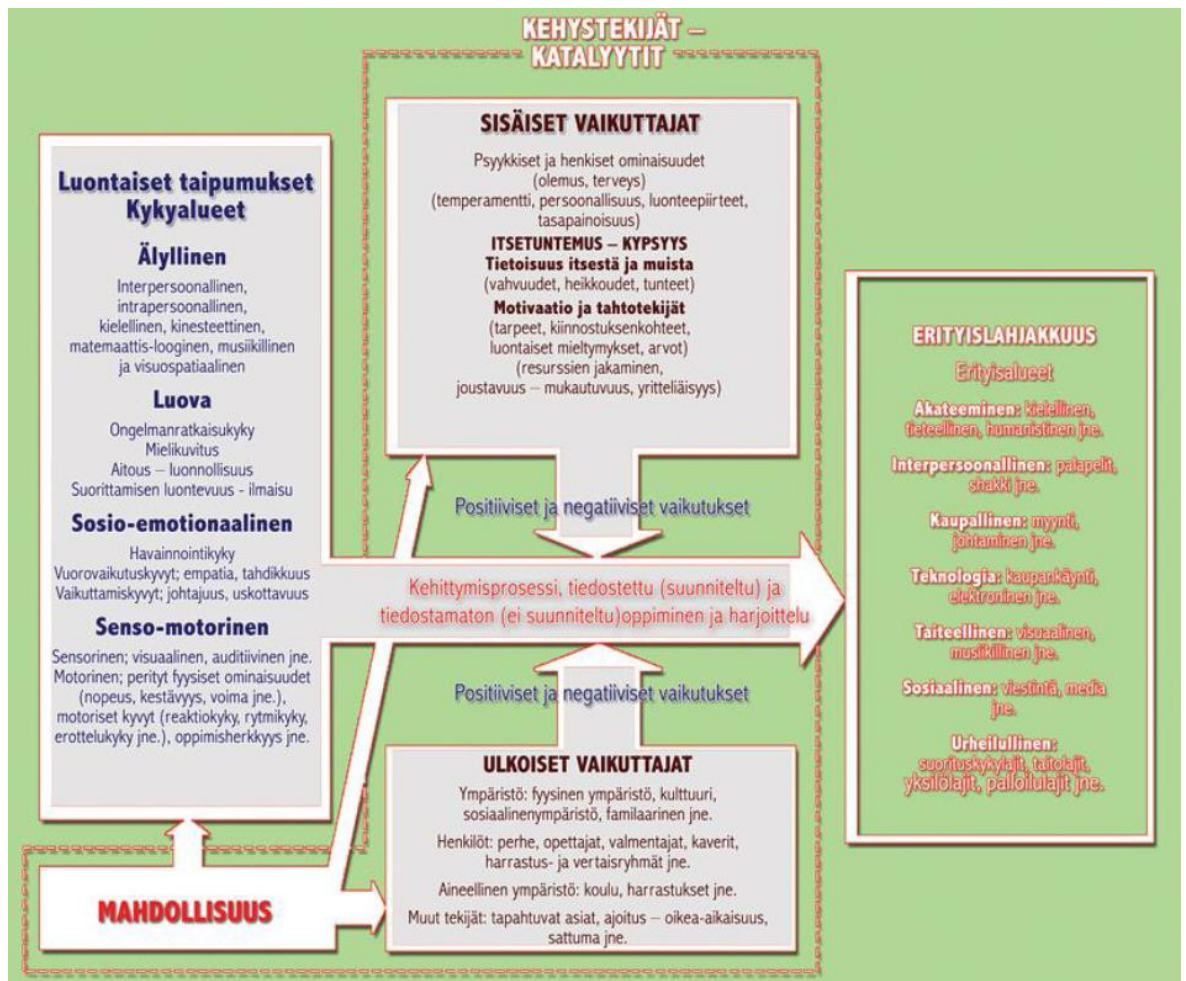 KEHYSTEKIJÄT –
KATALYYTIT
Luontaiset taipumukset
Kykyalueet
Älyllinen
Interpersoonallinen,
intrapersoonallinen,
kielellinen, kinesteettinen,
matemaattis-looginen, musiikillinen
ja visuospatiaalinen
Luova
Ongelmanratkaisukyky
Mielikuvitus
Aitous – luonnollisuus
Suorittamisen luontevuus - ilmaisu
Sosio-emotionaalinen
Havainnointikyky
Vuorovaikutuskyvyt; empatia, tahdikkuus
Vaikuttamiskyvyt; johtajuus, uskottavuus
Senso-motorinen
Sensorinen; visuaalinen, auditiivinen jne.
Motorinen; perityt fyysiset ominaisuudet
(nopeus, kestävyys, voima jne.),
motoriset kyvyt (reaktiokyky, rytmikyky,
erottelukyky jne.), oppimisherkkyys jne.
MAHDOLLISUUS
SISÄISET VAIKUTTAJAT
Psyykkiset ja henkiset ominaisuudet
(olemus, terveys)
(temperamentti, persoonallisuus, luonteepiirteet,
tasapainoisuus)
ITSETUNTEMUS – KYPSYYS
Tietoisuus itsestä ja muista
(vahvuudet, heikkoudet, tunteet)
Motivaatio ja tahtotekijät
(tarpeet, kiinnostuksenkohteet,
luontaiset mieltymykset, arvot)
(resurssien jakaminen,
joustavuus – mukautuvuus, yritteliäisyys)
Positiiviset ja negatiiviset vaikutukset
Kehittymisprosessi, tiedostettu (suunniteltu) ja
tiedostamaton (ei suunniteltu)oppiminen ja harjoittelu
Positiiviset ja negatiiviset vaikutukset
ULKOISET VAIKUTTAJAT
Ympäristö: fyysinen ympäristö, kulttuuri,
sosiaalinenympäristö, familaarinen jne.
Henkilöt: perhe, opettajat, valmentajat, kaverit,
harrastus- ja vertaisryhmät jne.
Aineellinen ympäristö: koulu, harrastukset jne.
Muut tekijät: tapahtuvat asiat, ajoitus – oikea-aikaisuus,
sattuma jne.
ERITYISLAHJAKKUUS
Erityisalueet
Akateeminen: kielellinen,
tieteellinen, humanistinen jne.
Interpersoonallinen: palapelit,
shakki jne.
Kaupallinen: myynti,
johtaminen jne.
Teknologia: kaupankäynti,
elektroninen jne.
Taiteellinen: visuaalinen,
musiikillinen jne.
Sosiaalinen: viestintä, media
jne.
Urheilullinen:
suorituskykylajit, taitolajit,
yksilölajit, palloilulajit jne.